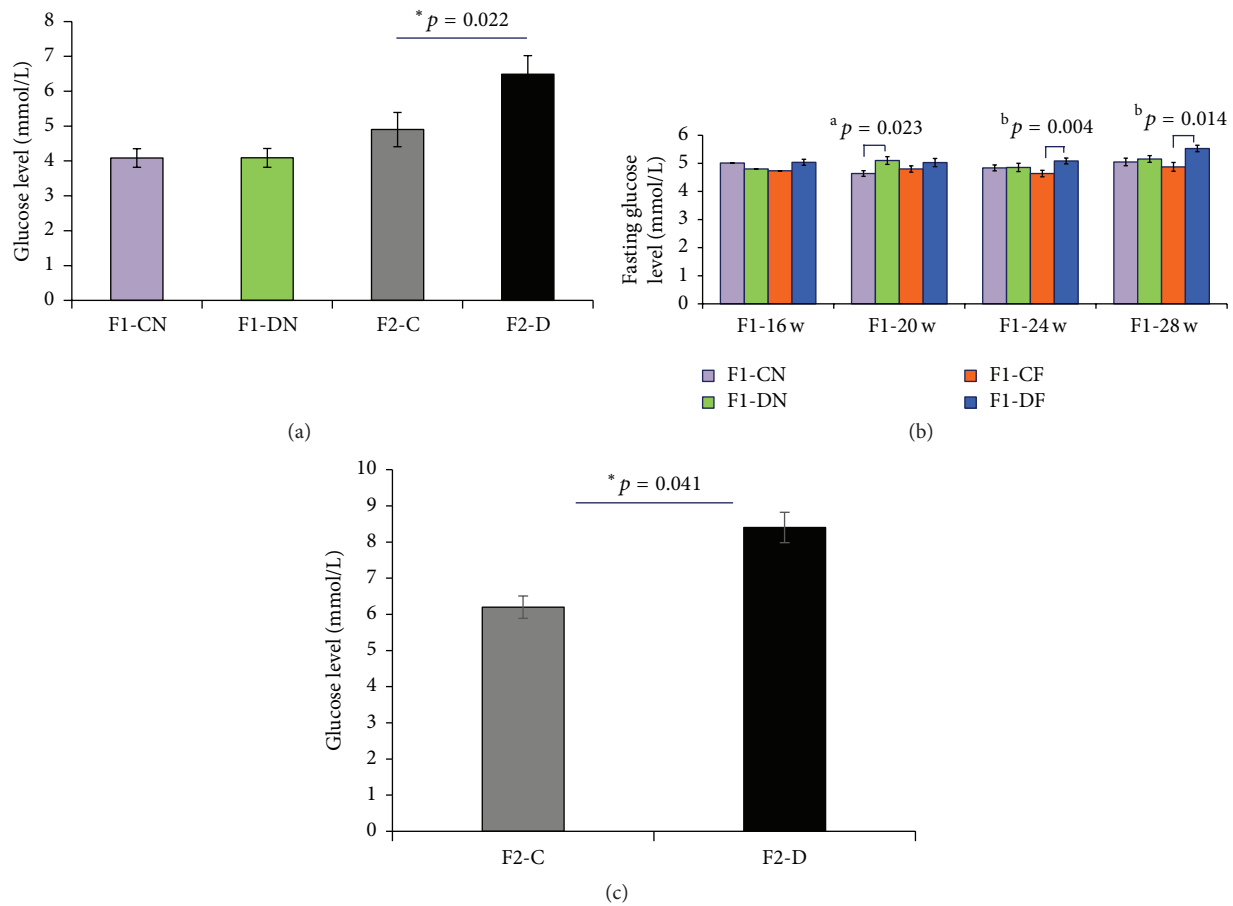 8
7
6
5
4
3
2
1
0
Glucose level (mmol/L)
* p = 0.022
F1-CN F1-DN F2-C F2-D
(a)
6
5
4
3
2
1
0
Fasting glucose
level (mmol/L)
a p = 0.023
b p = 0.004
b p = 0.014
F1-16 w F1-20 w F1-24 w F1-28 w
F1-CN F1-CF
F1-DN F1-DF
(b)
10
9
8
7
6
5
4
3
2
1
0
Glucose level (mmol/L)
* p = 0.041
F2-C F2-D
(c)